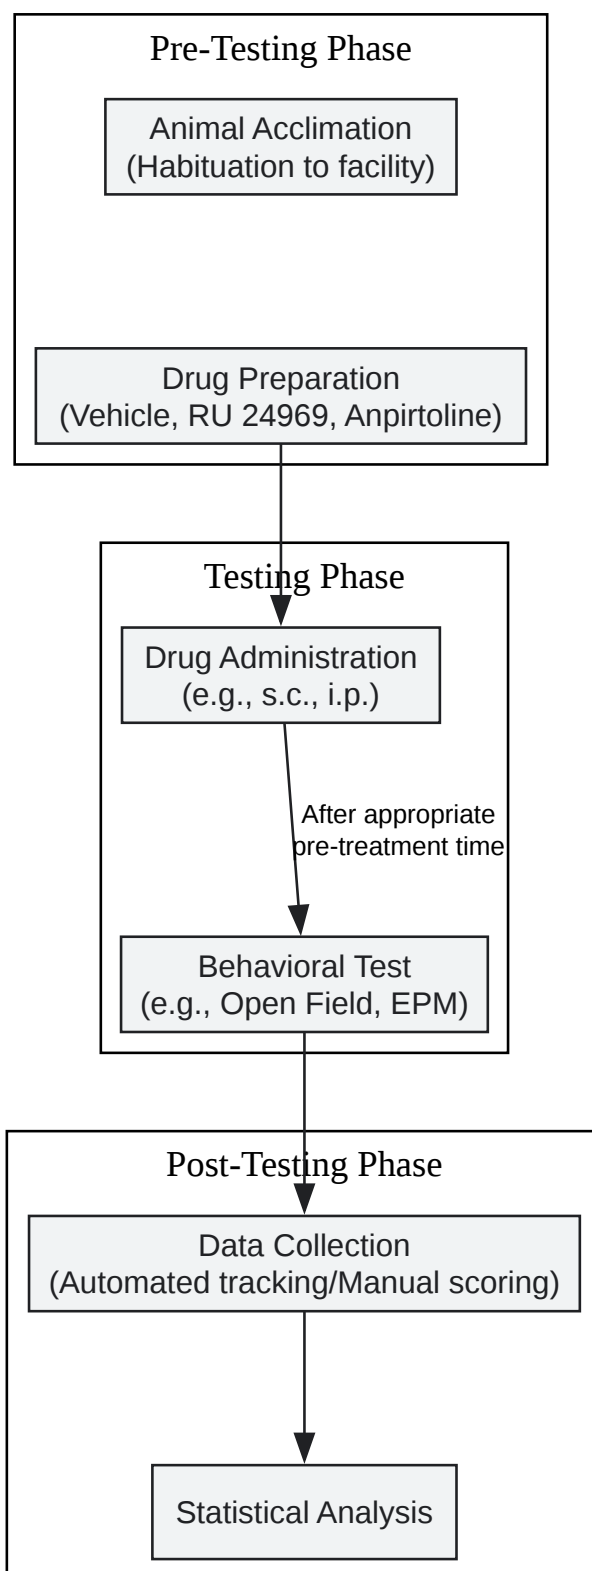 Pre-Testing Phase
Animal Acclimation
(Habituation to facility)
Drug Preparation
(Vehicle, RU 24969, Anpirtoline)
Testing Phase
Drug Administration
(e.g., s.c., i.p.)
After appropriate
pre-treatment time
Behavioral Test
(e.g., Open Field, EPM)
Post-Testing Phase
Data Collection
(Automated tracking/Manual scoring)
Statistical Analysis